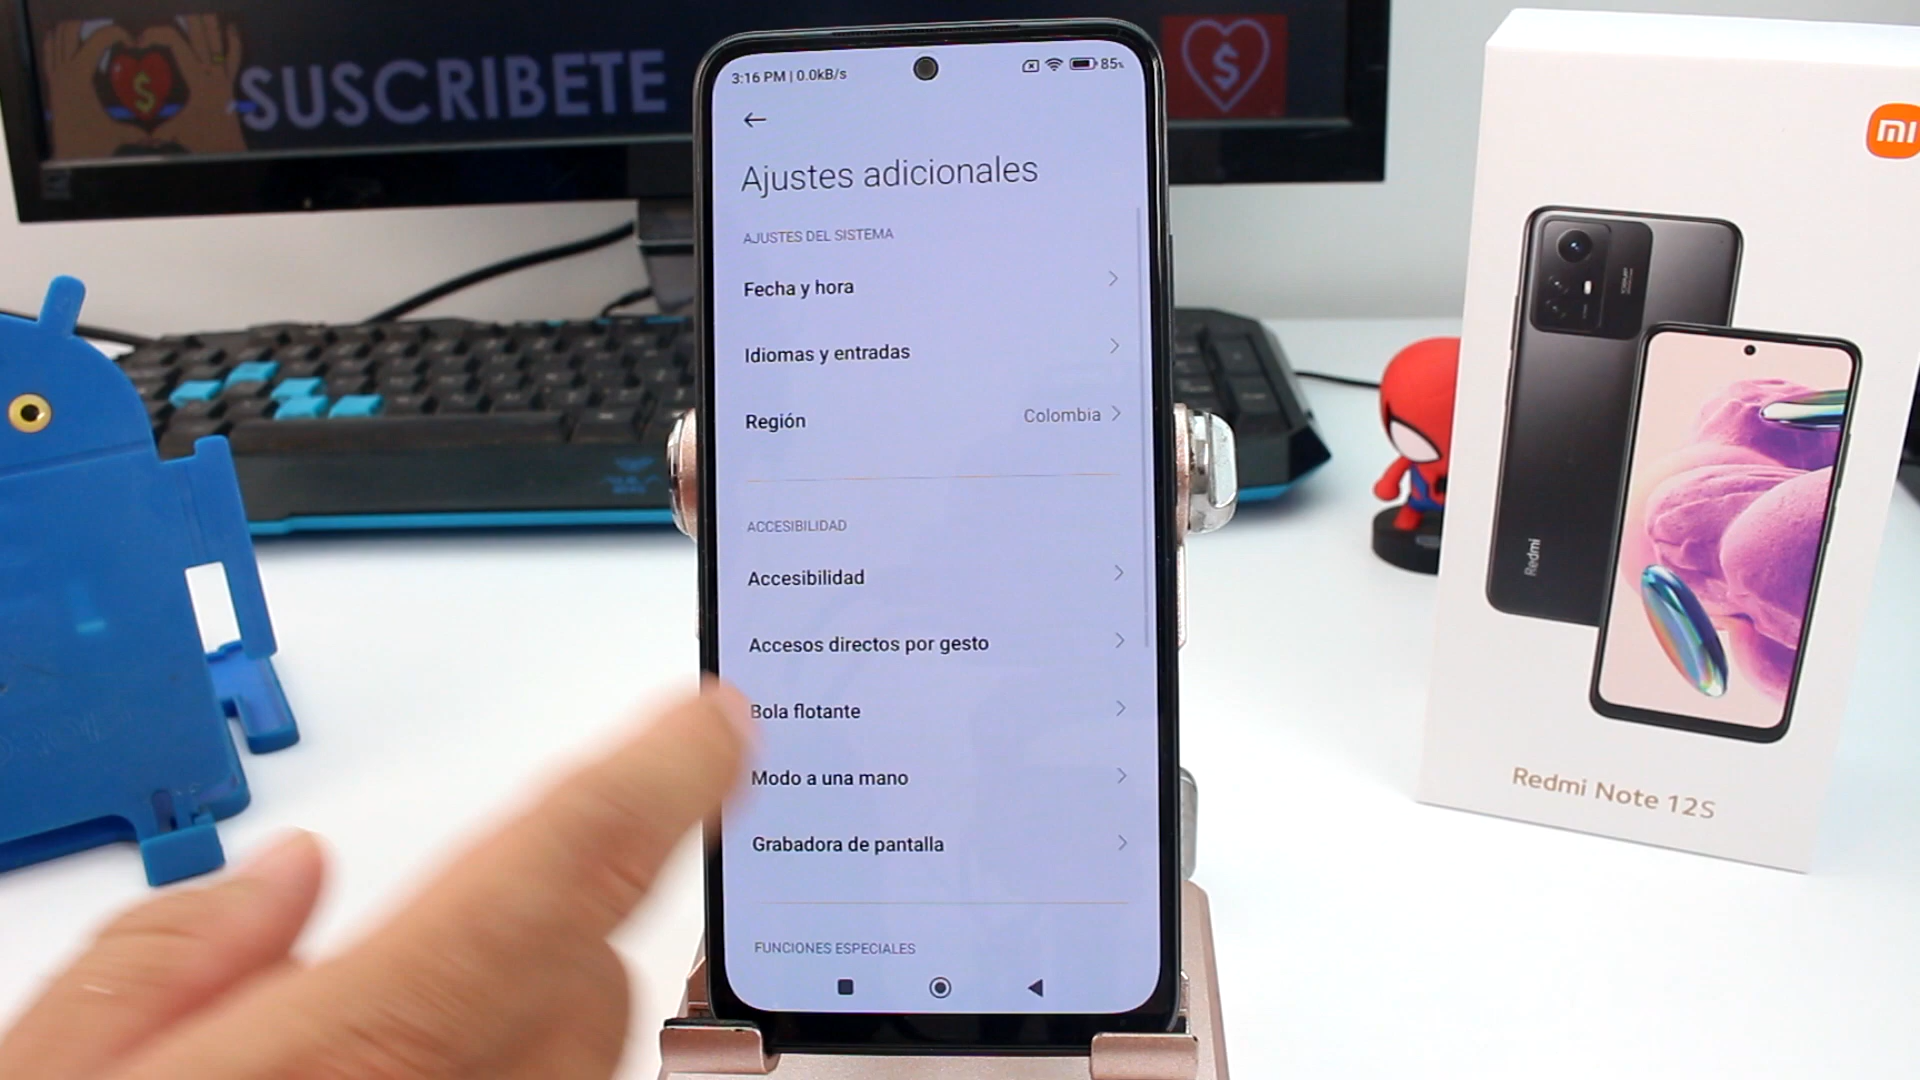 SUSCRIBETE
$
$
3:16 PM | 0.0kB/s
85%
Ajustes adicionales
AJUSTES DEL SISTEMA
Fecha y hora
Idiomas y entradas
Región
Colombia
ACCESIBILIDAD
Accesibilidad
Accesos directos por gesto
Bola flotante
Modo a una mano
Grabadora de pantalla
FUNCIONES ESPECIALES
mi
Redmi
Redmi Note 12S